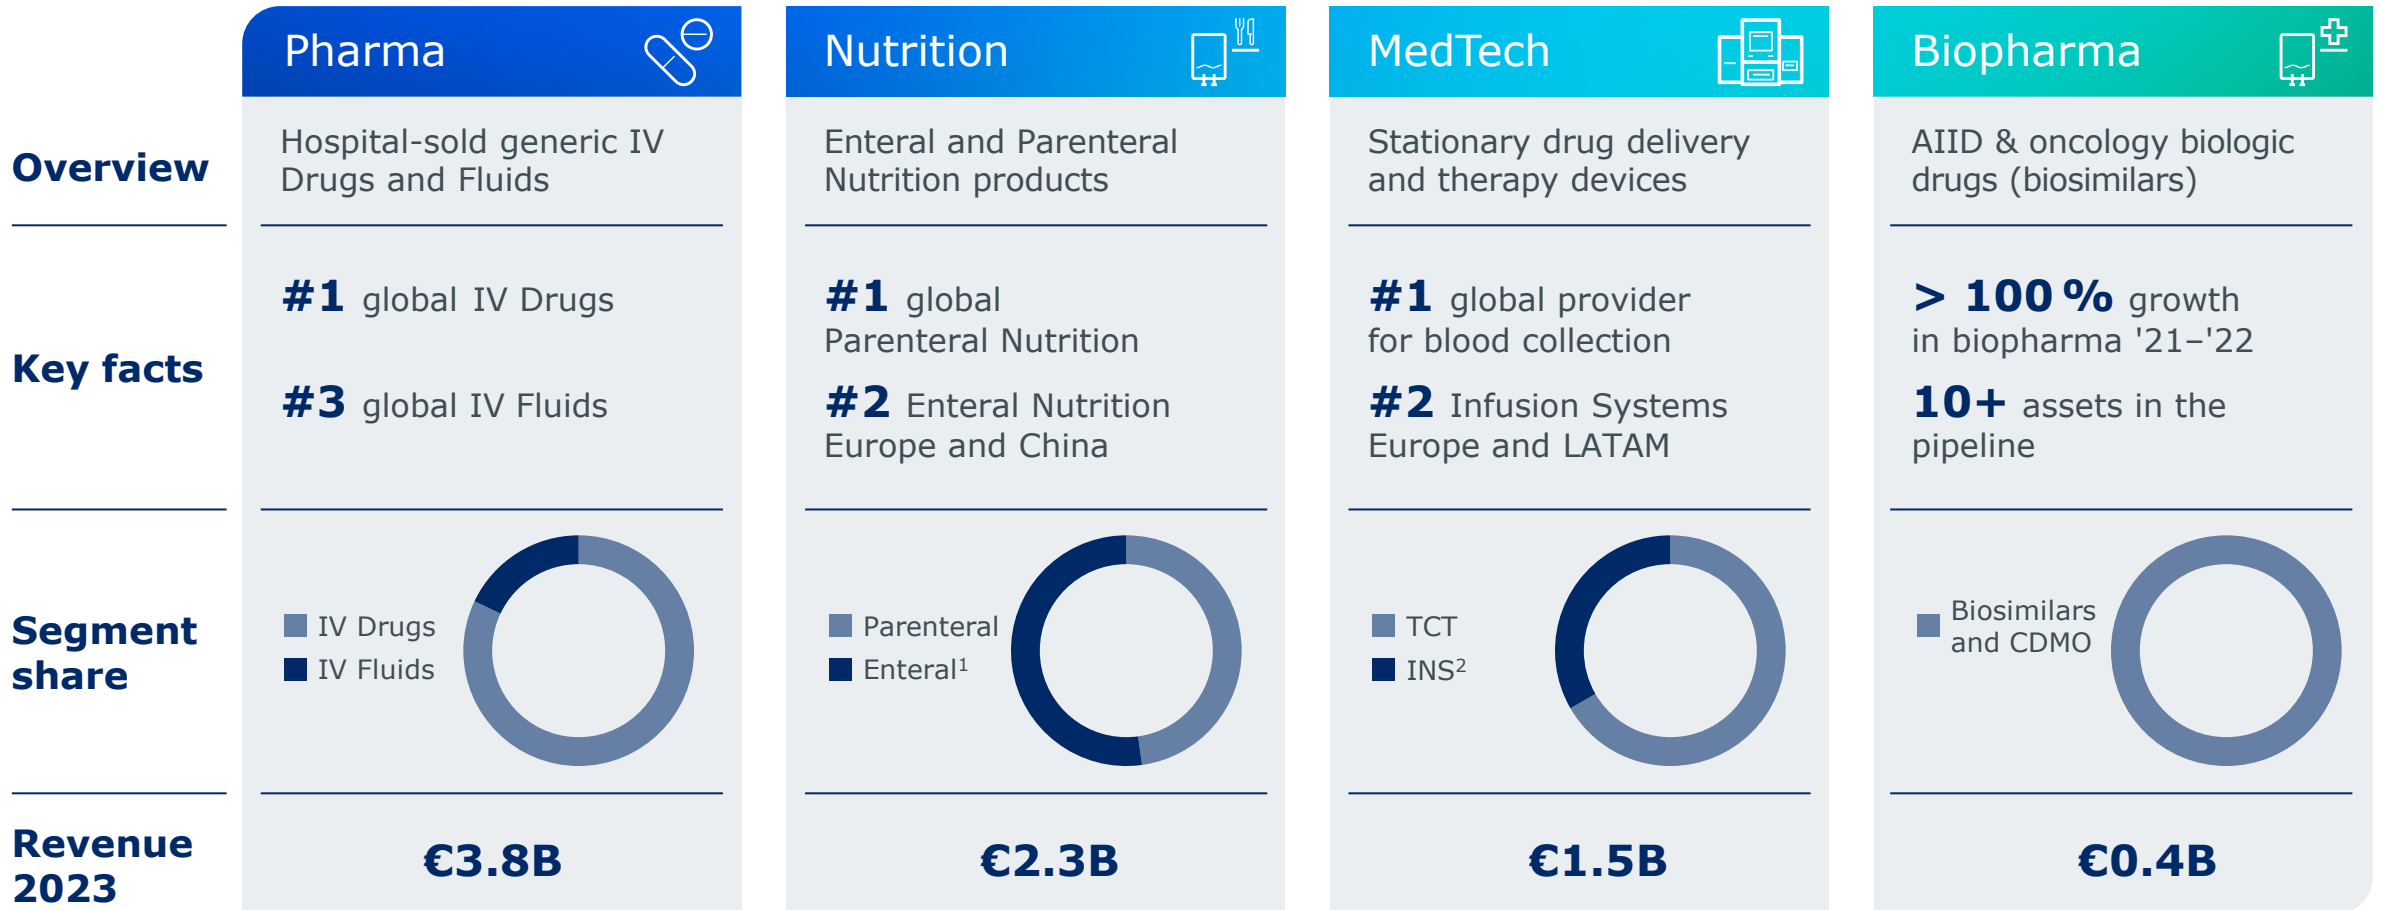 Pharma
Nutrition
MedTech
Biopharma
Overview
Hospital-sold generic IV
Drugs and Fluids
Enteral and Parenteral
Nutrition products
Stationary drug delivery
and therapy devices
AIID & oncology biologic
drugs (biosimilars)
Key facts
#1 global IV Drugs
#3 global IV Fluids
#1 global
Parenteral Nutrition
#2 Enteral Nutrition
Europe and China
#1 global provider
for blood collection
#2 Infusion Systems
Europe and LATAM
> 100 % growth
in biopharma '21–'22
10+ assets in the
pipeline
Segment
share
IV Drugs
IV Fluids
Parenteral
Enteral¹
TCT
INS²
Biosimilars
and CDMO
Revenue
2023
€3.8B
€2.3B
€1.5B
€0.4B